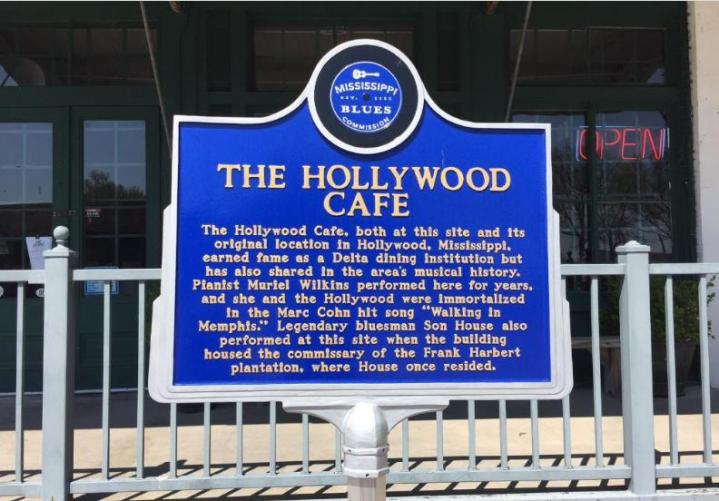 MISSISSIPPI
BLUES
COMMISSION
OPEN
THE HOLLYWOOD
CAFE
The Hollywood Cafe, both at this site and its
original location in Hollywood, Mississippi,
earned fame as a Delta dining institution but
has also shared in the area's musical history.
Pianist Muriel Wilkins performed here for years,
and she and the Hollywood were immortalized
in the Marc Cohn hit song "Walking in
Memphis." Legendary bluesman Son House also
performed at this site when the building
housed the commissary of the Frank Harbert
plantation, where House once resided.